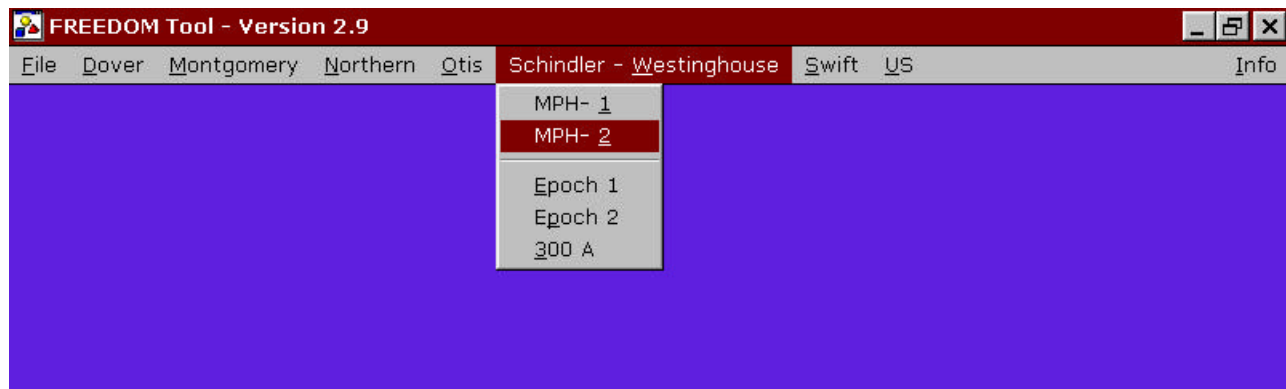 FREEDOM Tool - Version 2.9
File Dover Montgomery Northern Otis Schindler - Westinghouse Swift US Info
MPH- 1
MPH- 2
Epoch 1
Epoch 2
300 A